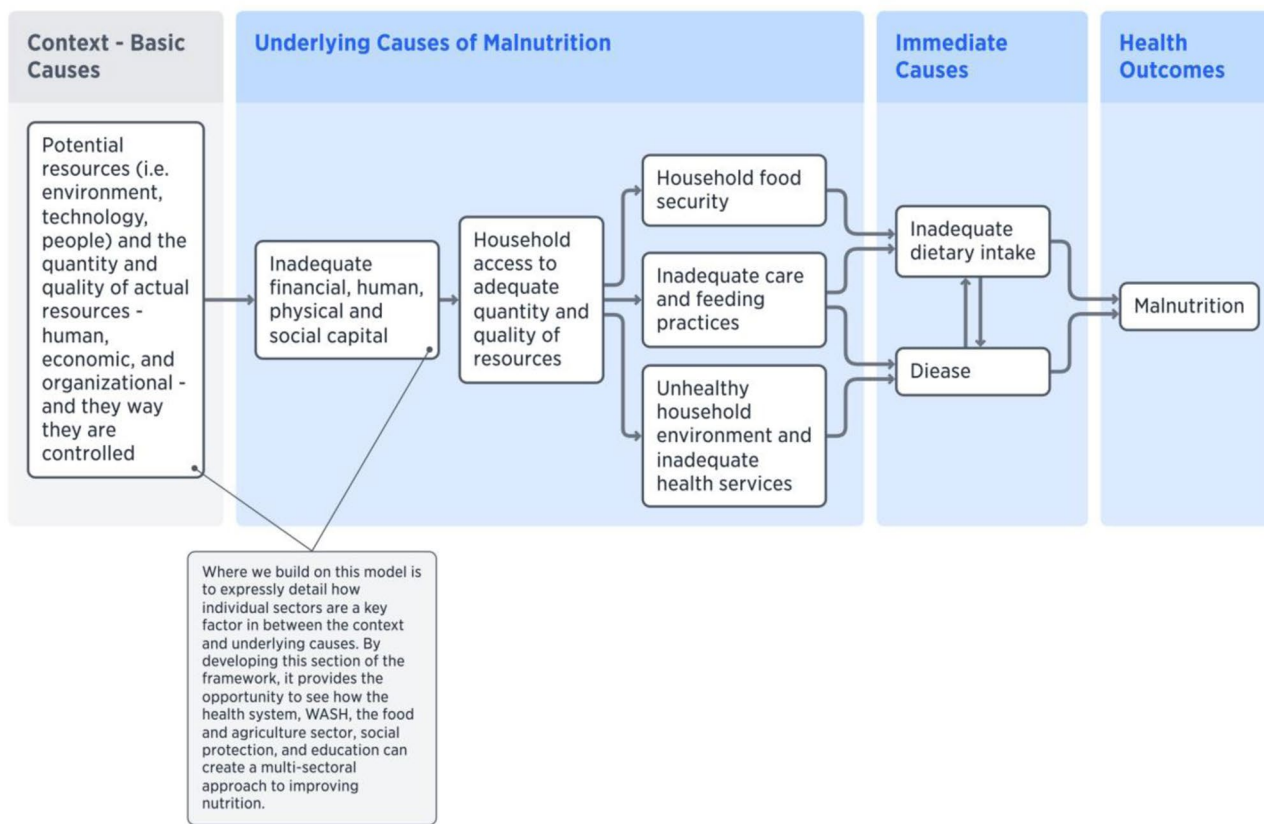 Context - Basic
Causes
Underlying Causes of Malnutrition
Immediate
Causes
Health
Outcomes
Potential
resources (i.e.
environment,
technology,
people) and the
quantity and
quality of actual
resources -
human,
economic, and
organizational -
and they way
they are
controlled
Inadequate
financial, human,
physical and
social capital
Household
access to
adequate
quantity and
quality of
resources
Household food
security
Inadequate care
and feeding
practices
Unhealthy
household
environment and
inadequate
health services
Inadequate
dietary intake
Diease
Malnutrition
Where we build on this model is
to expressly detail how
individual sectors are a key
factor in between the context
and underlying causes. By
developing this section of the
framework, it provides the
opportunity to see how the
health system, WASH, the food
and agriculture sector, social
protection, and education can
create a multi-sectoral
approach to improving
nutrition.